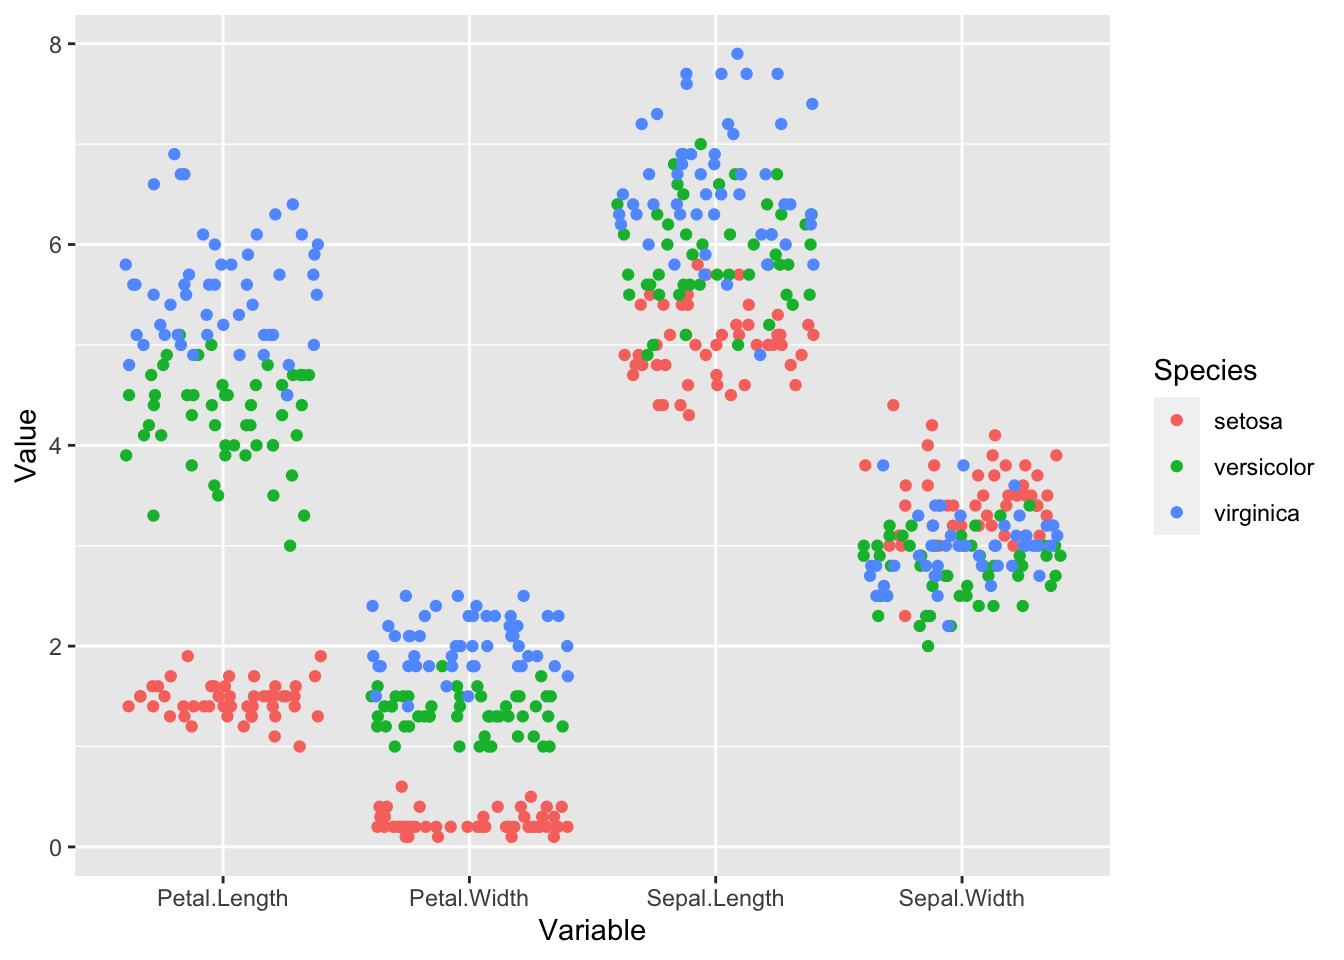 8
6
4
2
0
Value
Petal.Length
Petal.Width
Sepal.Length
Sepal.Width
Variable
Species
setosa
versicolor
virginica